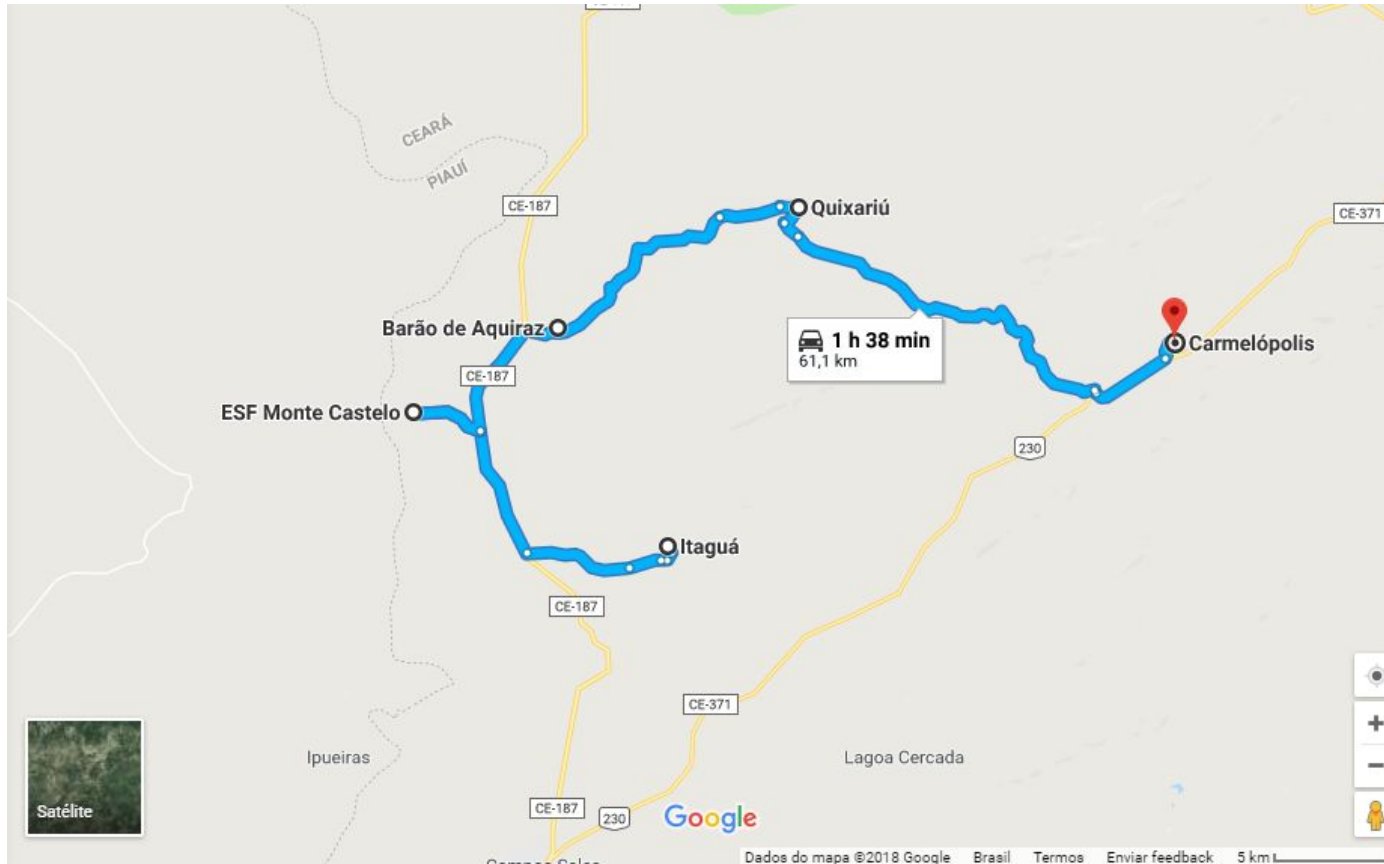 CEARÁ
PIAUÍ
CE-187
Quixariú
CE-371
Barão de Aquiraz
1 h 38 min
61,1 km
Carmelópolis
CE-187
ESF Monte Castelo
230
Itaguá
CE-187
CE-371
Ipueiras
Lagoa Cercada
Satélite
CE-187
230
Google
Dados do mapa ©2018 Google Brasil Termos Enviar feedback 5 km